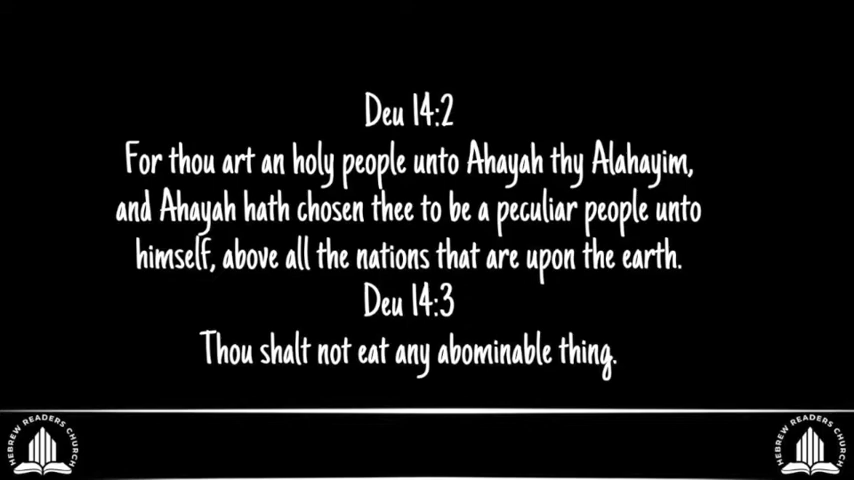 Deu 14:2
For thou art an holy people unto Ahayah thy Alahayim,
and Ahayah hath chosen thee to be a peculiar people unto
himself, above all the nations that are upon the earth.
Deu 14:3
Thou shalt not eat any abominable thing.
HEBREW READERS CHURCH
HEBREW READERS CHURCH